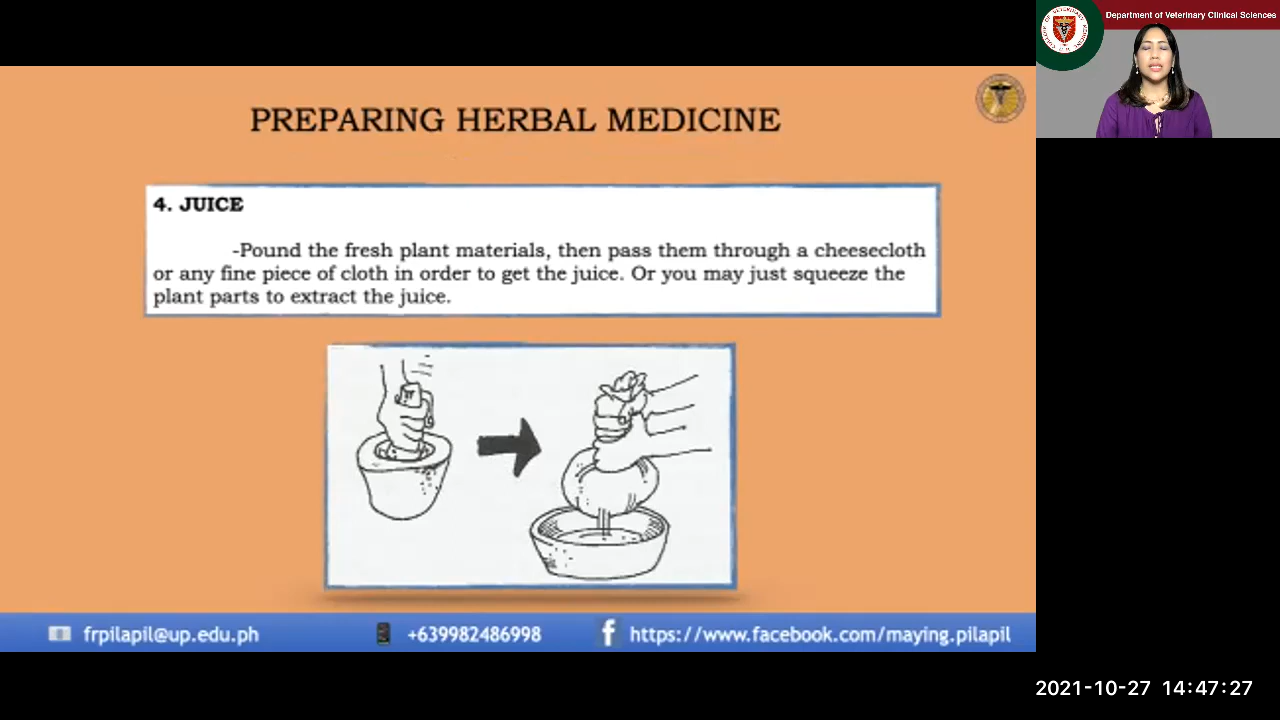 Department of Veterinary Clinical Sciences
PREPARING HERBAL MEDICINE
4. JUICE
-Pound the fresh plant materials, then pass them through a cheesecloth
or any fine piece of cloth in order to get the juice. Or you may just squeeze the
plant parts to extract the juice.
frpilapil@up.edu.ph
+639982486998
https://www.facebook.com/maying.pilapil
2021-10-27 14:47:27